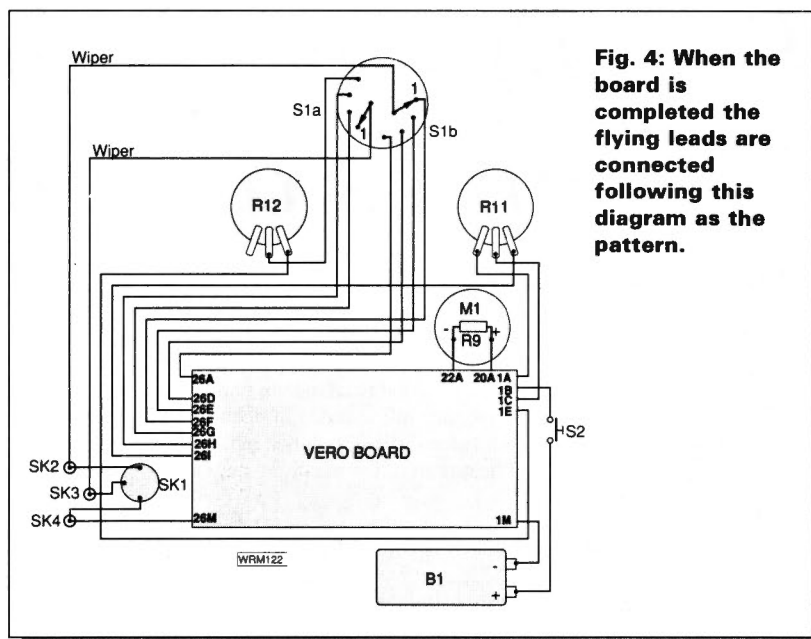 Wiper
S1a
1
1
S1b
Wiper
R12
R11
M1
-
R9
+
26A
22A
20A
1A
1B
1C
1E
26D
26E
26F
26G
26H
26I
VERO BOARD
S2
SK2
SK1
SK3
SK4
26M
1M
WRM122
B1
-
+
Fig. 4: When the
board is
completed the
flying leads are
connected
following this
diagram as the
pattern.